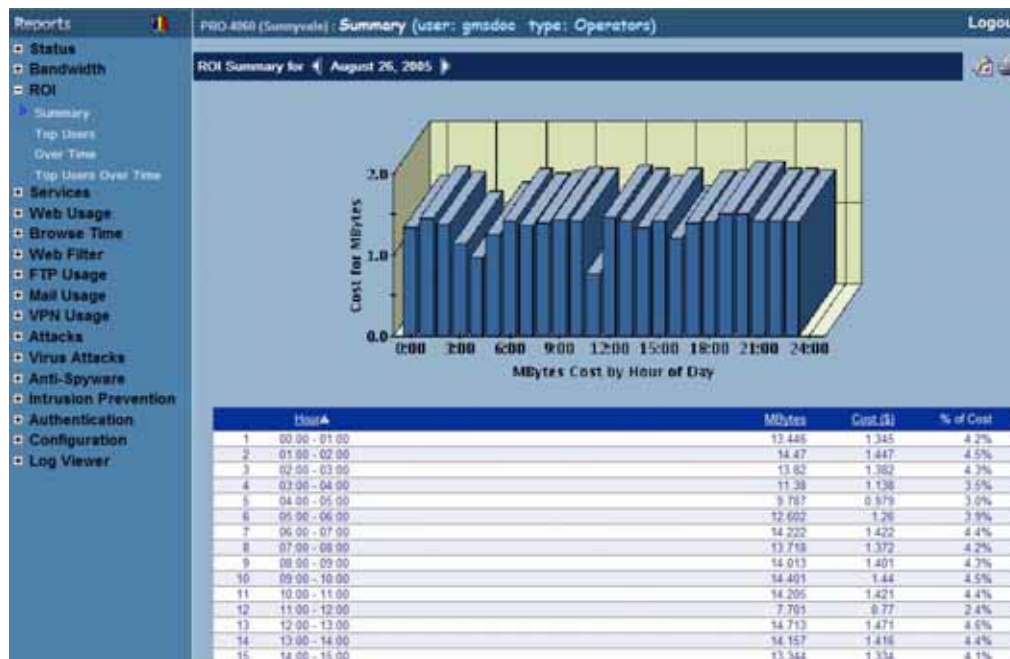 Reports
PRO 4060 (Sunnyvale) : Summary (user: gmsdoc type: Operators)
Logou
Status
Bandwidth
ROI
Summary
Top Users
Over Time
Top Users Over Time
Services
Web Usage
Browse Time
Web Filter
FTP Usage
Mail Usage
VPN Usage
Attacks
Virus Attacks
Anti-Spyware
Intrusion Prevention
Authentication
Configuration
Log Viewer
ROI Summary for August 26, 2005
Cost for MBytes
2.0
1.0
0.0
0:00 3:00 6:00 9:00 12:00 15:00 18:00 21:00 24:00
MBytes Cost by Hour of Day
Hour MBytes Cost ($) % of Cost
1 00:00 - 01:00 13.446 1.345 4.2%
2 01:00 - 02:00 14.47 1.447 4.5%
3 02:00 - 03:00 13.82 1.382 4.3%
4 03:00 - 04:00 11.38 1.138 3.5%
5 04:00 - 05:00 9.787 0.979 3.0%
6 05:00 - 06:00 12.602 1.26 3.9%
7 06:00 - 07:00 14.222 1.422 4.4%
8 07:00 - 08:00 13.718 1.372 4.2%
9 08:00 - 09:00 14.013 1.401 4.3%
10 09:00 - 10:00 14.401 1.44 4.5%
11 10:00 - 11:00 14.205 1.421 4.4%
12 11:00 - 12:00 7.701 0.77 2.4%
13 12:00 - 13:00 14.713 1.471 4.6%
14 13:00 - 14:00 14.157 1.416 4.4%
15 14:00 - 15:00 13.344 1.334 4.1%